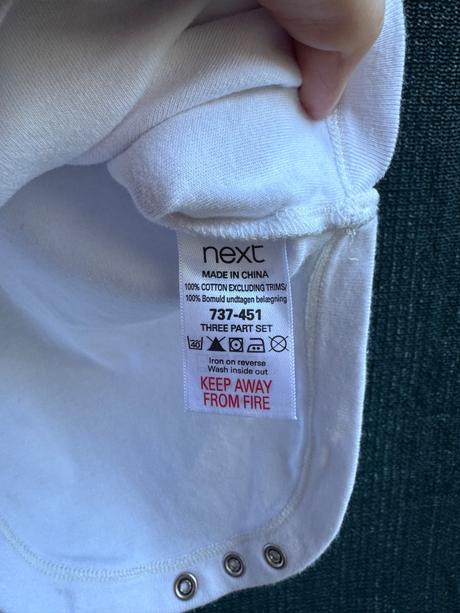 next
MADE IN CHINA
100% COTTON EXCLUDING TRIMS/
100% Bomuld undtagen belægning
737-451
THREE PART SET
40
Iron on reverse
Wash inside out
KEEP AWAY
FROM FIRE